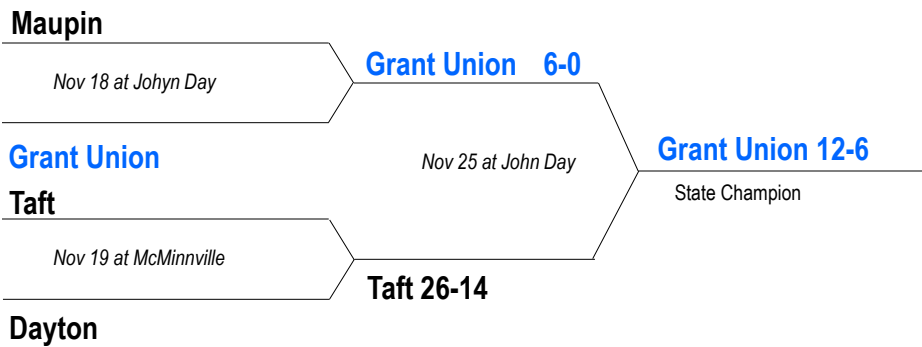 Maupin
Nov 18 at Johyn Day
Grant Union 6-0
Grant Union
Nov 25 at John Day
Grant Union 12-6
State Champion
Taft
Nov 19 at McMinnville
Taft 26-14
Dayton